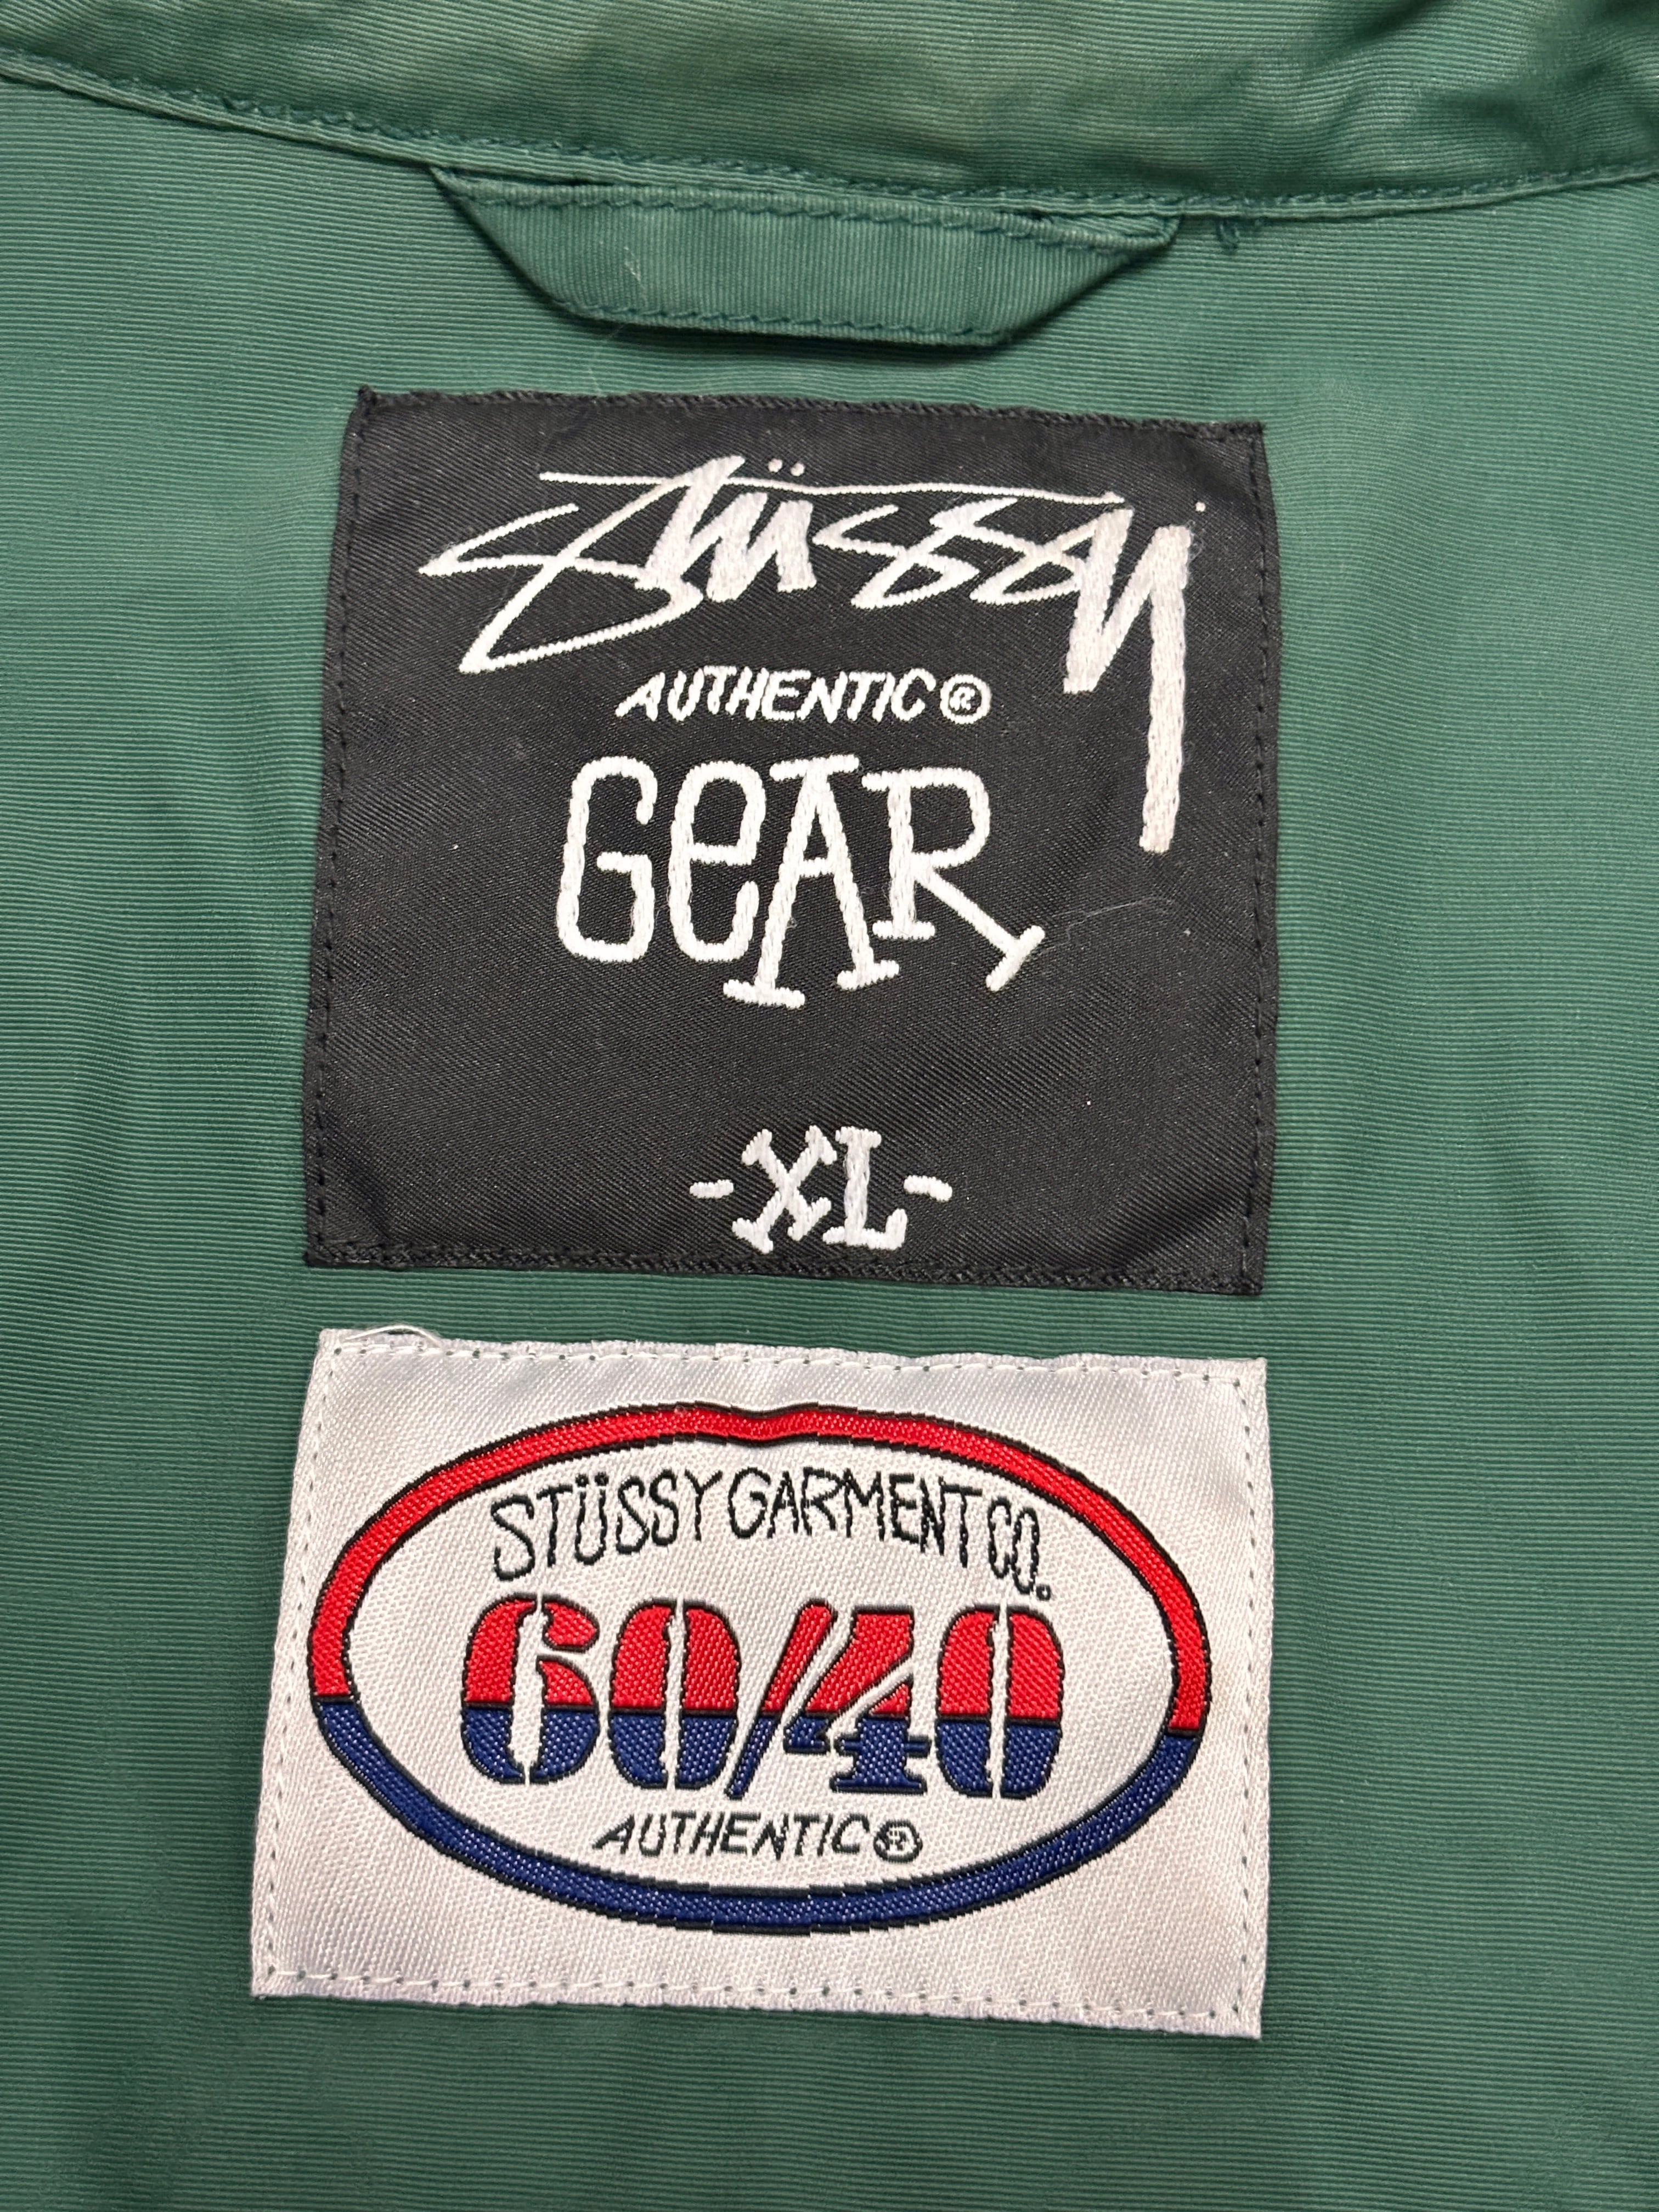 Stüssy
AUTHENTIC®
GeAR
-XL-
STÜSSY GARMENT CO.
60/40
AUTHENTIC®